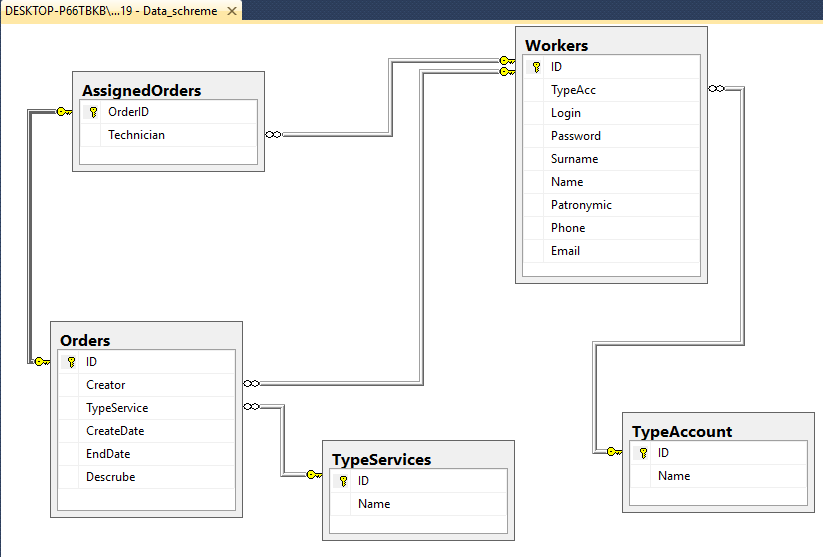 DESKTOP-P66TBKB\...19 - Data_schreme
AssignedOrders
OrderID
Technician
Workers
ID
TypeAcc
Login
Password
Surname
Name
Patronymic
Phone
Email
Orders
ID
Creator
TypeService
CreateDate
EndDate
Descrube
TypeServices
ID
Name
TypeAccount
ID
Name